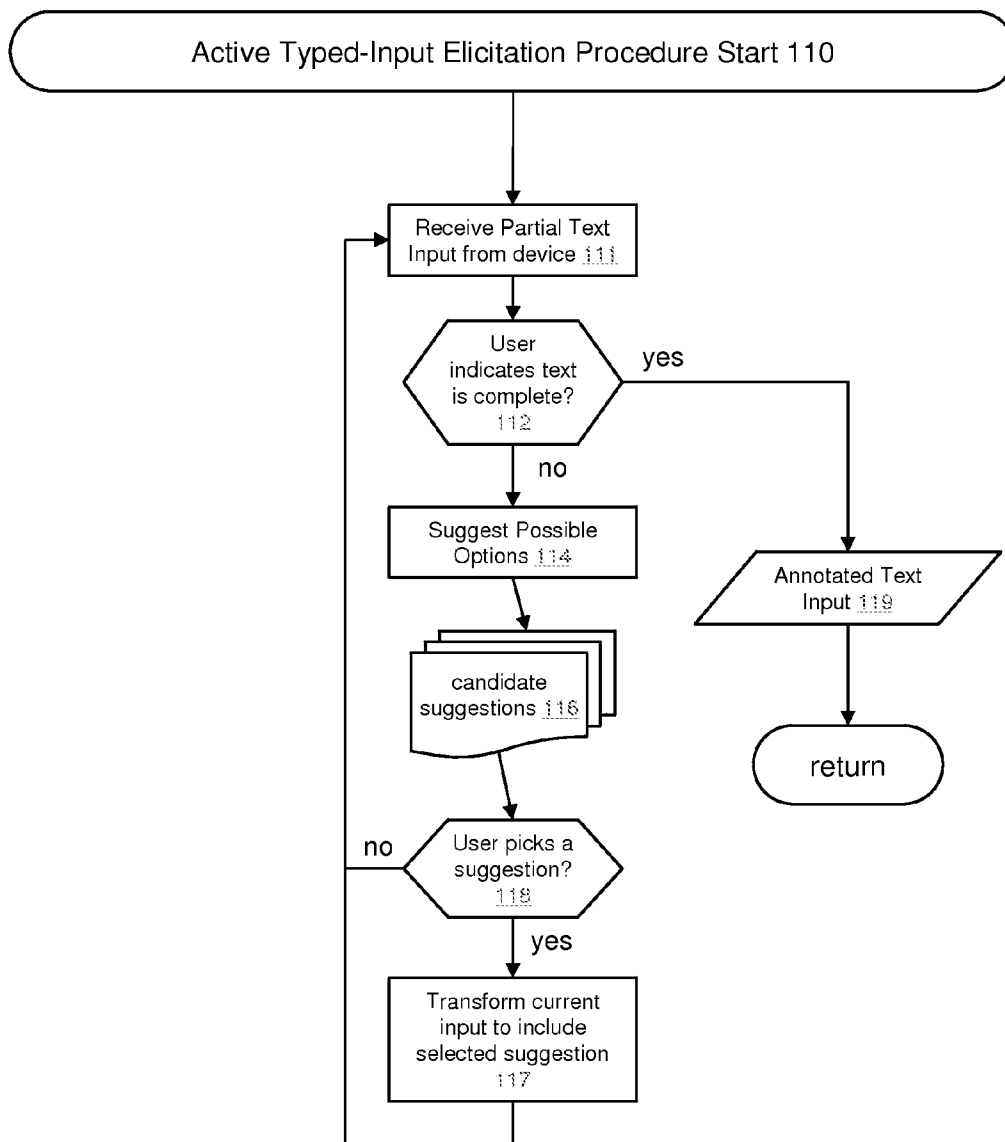 Active Typed-Input Elicitation Procedure Start 110
Receive Partial Text
Input from device 111
User
indicates text
is complete?
112
yes
no
Suggest Possible
Options 114
Annotated Text
Input 119
candidate
suggestions 116
return
User picks a
suggestion?
118
no
yes
Transform current
input to include
selected suggestion
117